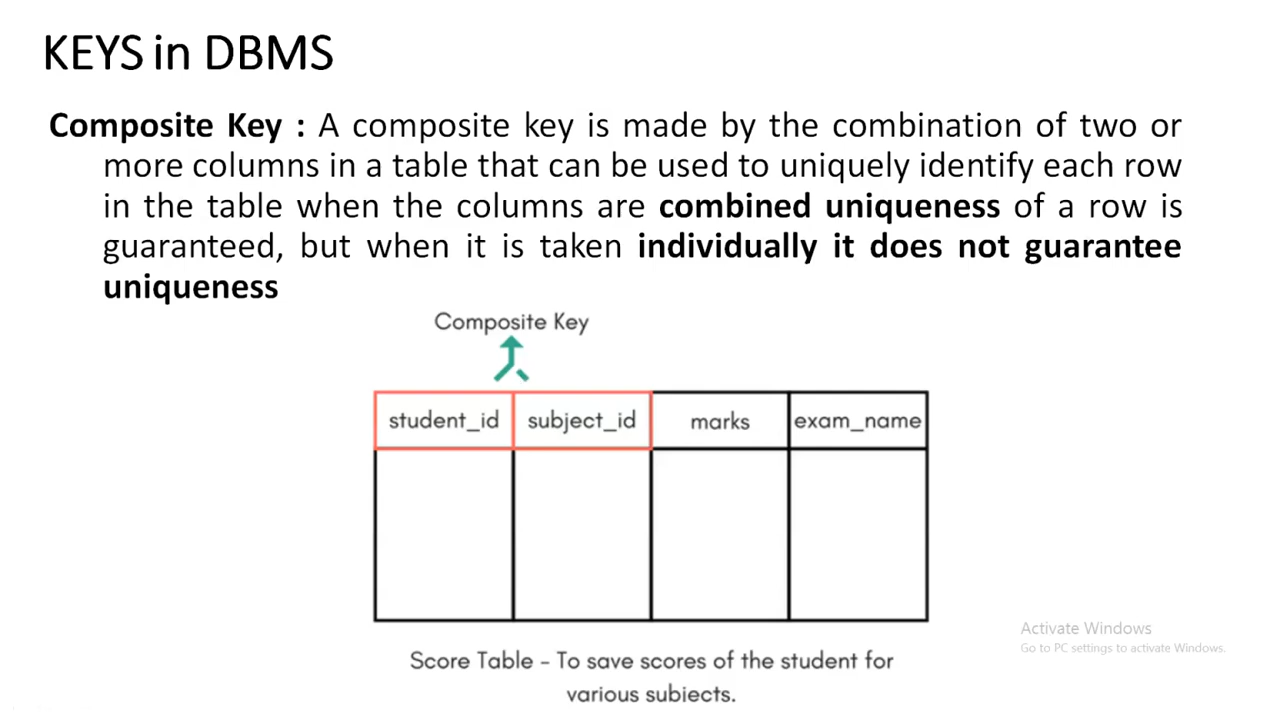 KEYS in DBMS
Composite Key : A composite key is made by the combination of two or
more columns in a table that can be used to uniquely identify each row
in the table when the columns are combined uniqueness of a row is
guaranteed, but when it is taken individually it does not guarantee
uniqueness
Composite Key
student_id subject_id marks exam_name
Score Table - To save scores of the student for
various subjects.
Activate Windows
Go to PC settings to activate Windows.